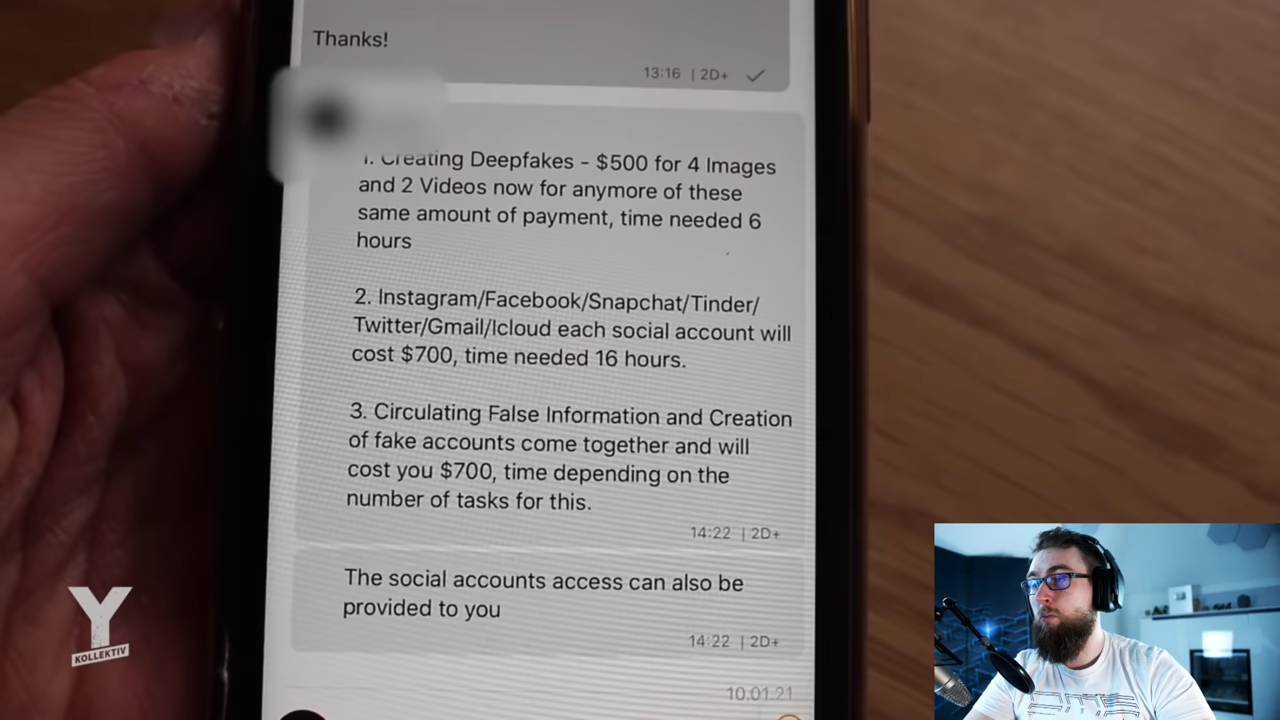 Thanks!
13:16 | 2D+
1. Creating Deepfakes - $500 for 4 Images
and 2 Videos now for anymore of these
same amount of payment, time needed 6
hours
2. Instagram/Facebook/Snapchat/Tinder/
Twitter/Gmail/Icloud each social account will
cost $700, time needed 16 hours.
3. Circulating False Information and Creation
of fake accounts come together and will
cost you $700, time depending on the
number of tasks for this.
14:22 | 2D+
The social accounts access can also be
provided to you
14:22 | 2D+
10.01.21
Y
KOLLEKTIV